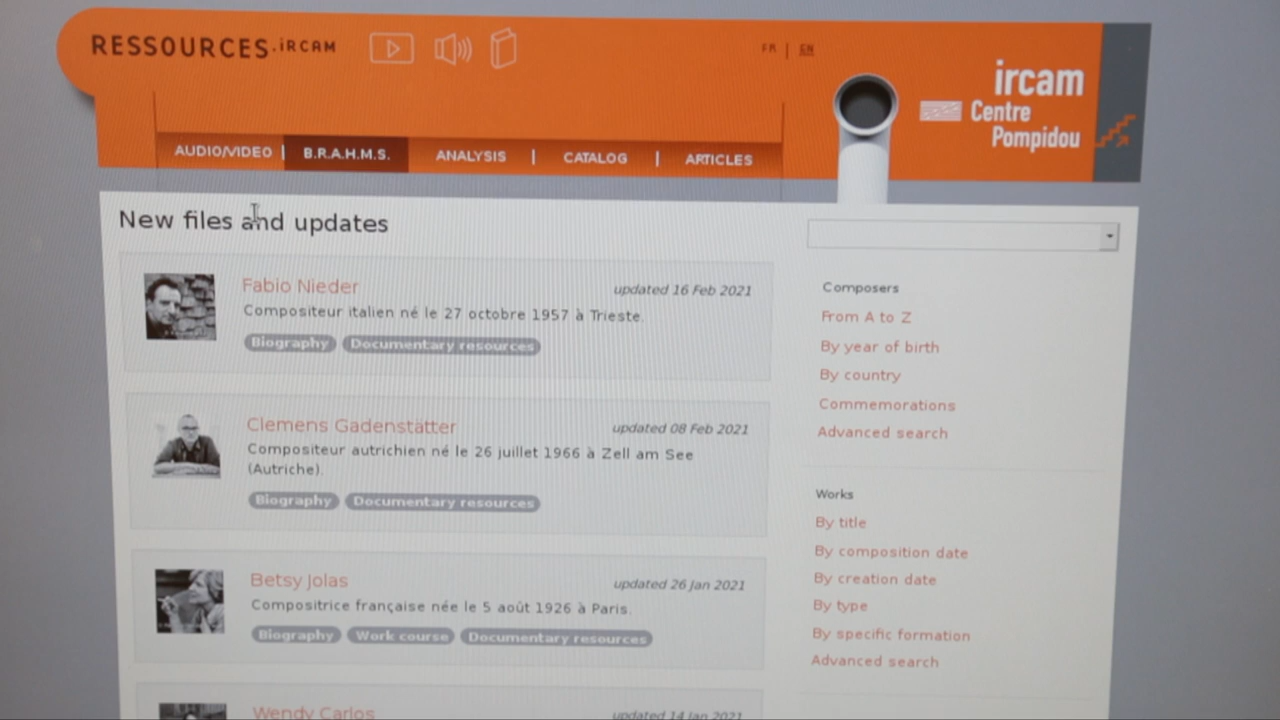 RESSOURCES.iRCAM
FR | EN
ircam
Centre
Pompidou
AUDIO/VIDEO | B.R.A.H.M.S. ANALYSIS | CATALOG | ARTICLES
New files and updates
Fabio Nieder
updated 16 Feb 2021
Compositeur italien né le 27 octobre 1957 à Trieste.
Biography Documentary resources
Clemens Gadenstätter
updated 08 Feb 2021
Compositeur autrichien né le 26 juillet 1966 à Zell am See
(Autriche).
Biography Documentary resources
Betsy Jolas
updated 26 Jan 2021
Compositrice française née le 5 août 1926 à Paris.
Biography Work course Documentary resources
Wendy Carlos
updated 14 Jan 2021
Composers
From A to Z
By year of birth
By country
Commemorations
Advanced search
Works
By title
By composition date
By creation date
By type
By specific formation
Advanced search